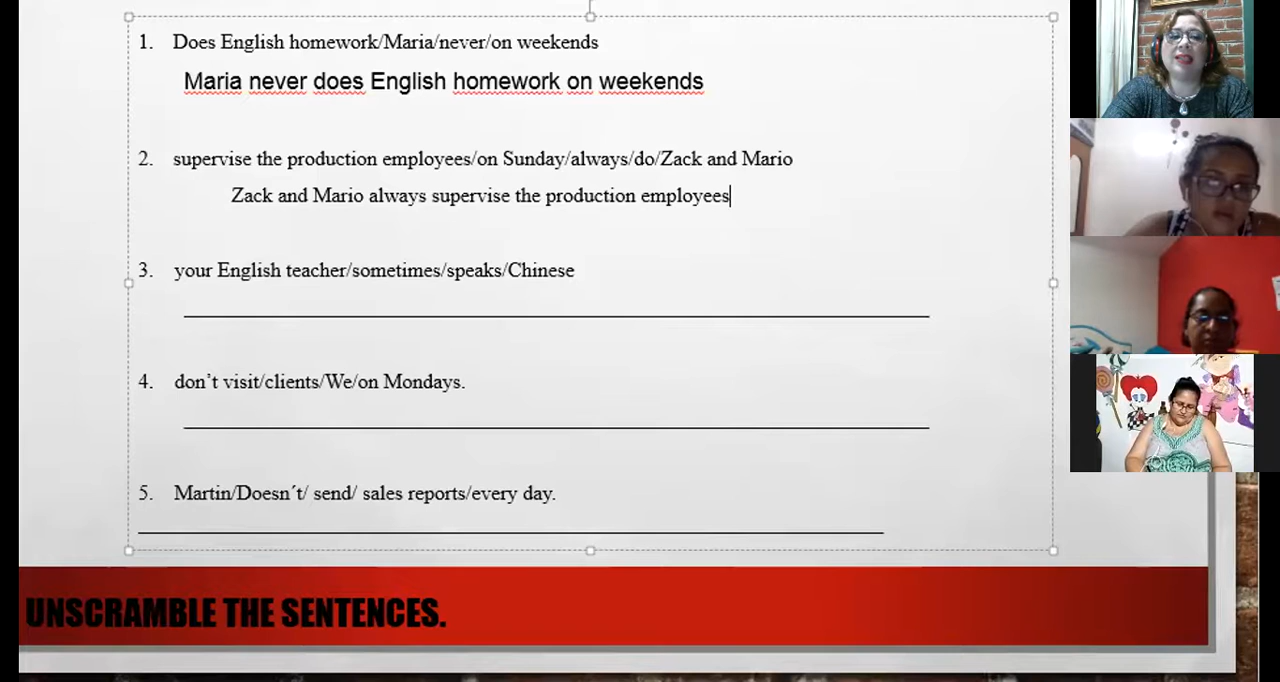 1. Does English homework/Maria/never/on weekends
Maria never does English homework on weekends
2. supervise the production employees/on Sunday/always/do/Zack and Mario
Zack and Mario always supervise the production employees
3. your English teacher/sometimes/speaks/Chinese
4. don't visit/clients/We/on Mondays.
5. Martin/Doesn´t/ send/ sales reports/every day.
UNSCRAMBLE THE SENTENCES.